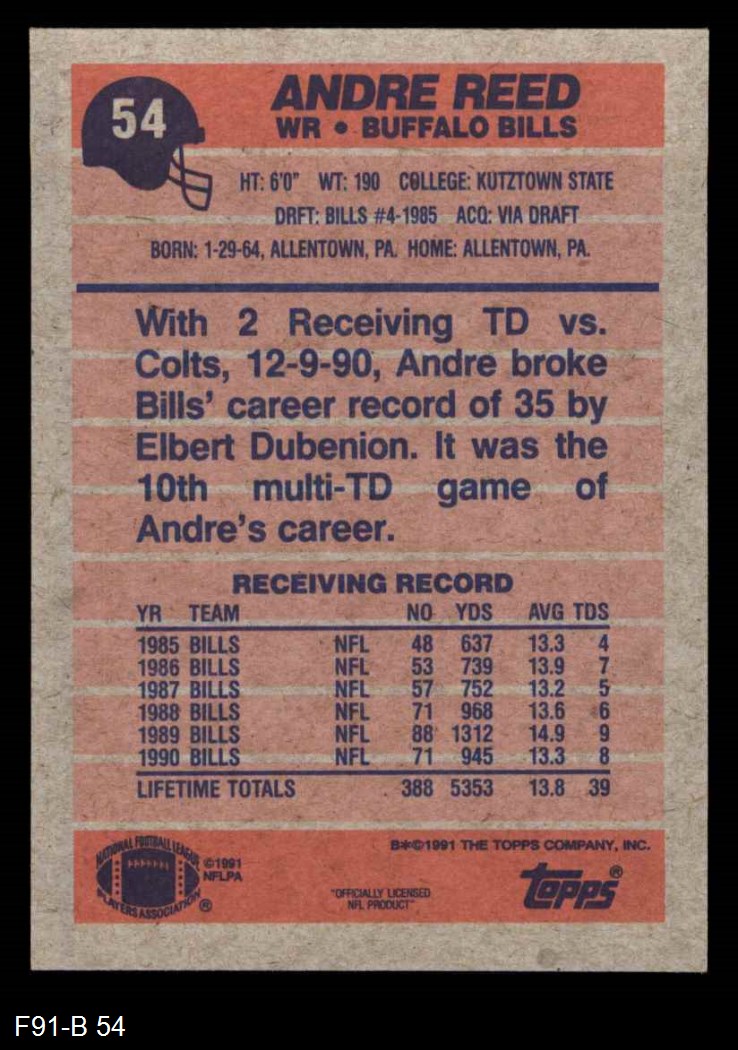 54
ANDRE REED
WR • BUFFALO BILLS
HT: 6'0" WT: 190 COLLEGE: KUTZTOWN STATE
DRFT: BILLS #4-1985 ACQ: VIA DRAFT
BORN: 1-29-64, ALLENTOWN, PA. HOME: ALLENTOWN, PA.
With 2 Receiving TD vs.
Colts, 12-9-90, Andre broke
Bills' career record of 35 by
Elbert Dubenion. It was the
10th multi-TD game of
Andre's career.
RECEIVING RECORD
YR TEAM NO YDS AVG TDS
1985 BILLS NFL 48 637 13.3 4
1986 BILLS NFL 53 739 13.9 7
1987 BILLS NFL 57 752 13.2 5
1988 BILLS NFL 71 968 13.6 6
1989 BILLS NFL 88 1312 14.9 9
1990 BILLS NFL 71 945 13.3 8
LIFETIME TOTALS 388 5353 13.8 39
B*©1991 THE TOPPS COMPANY, INC.
NATIONAL FOOTBALL LEAGUE
PLAYERS ASSOCIATION ®
©1991
NFLPA
"OFFICIALLY LICENSED
NFL PRODUCT"
topps®
F91-B 54